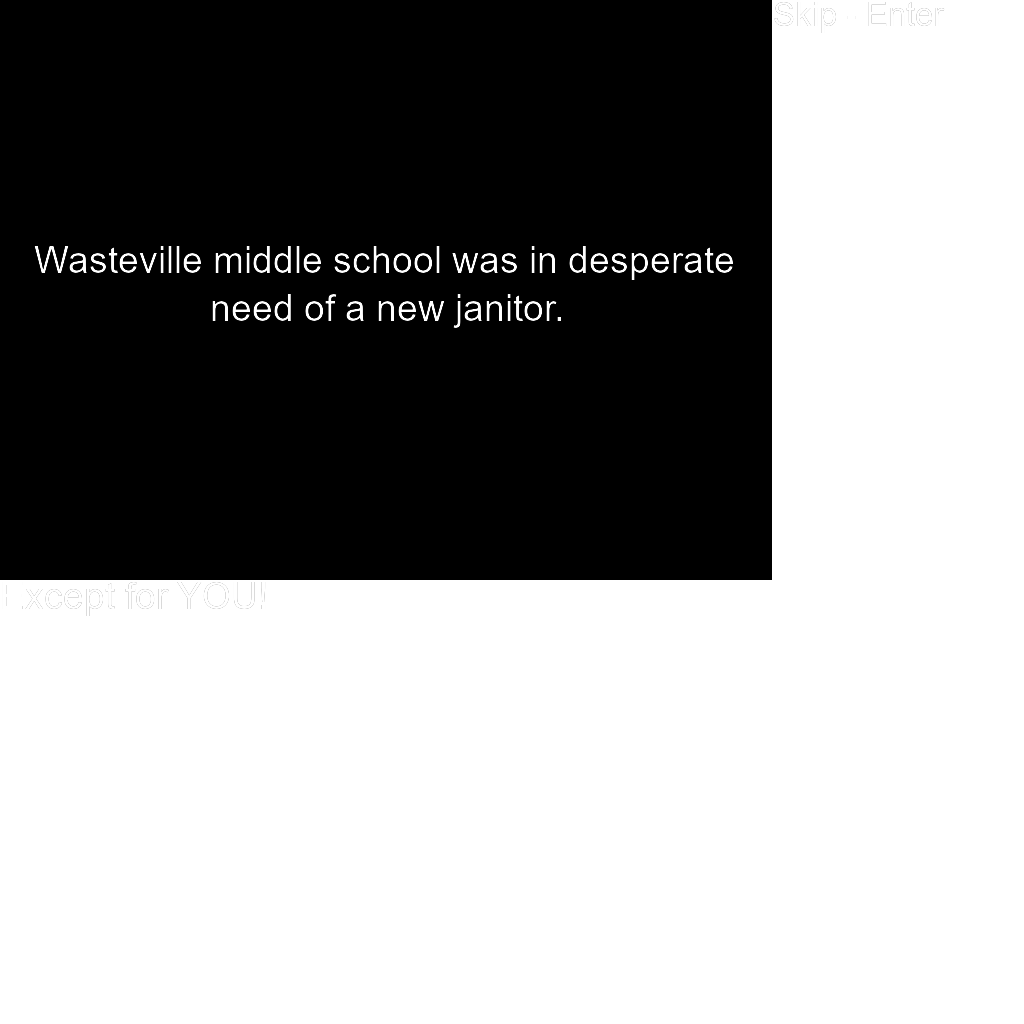 Skip - Enter
Wasteville middle school was in desperate
need of a new janitor.
Except for YOU!